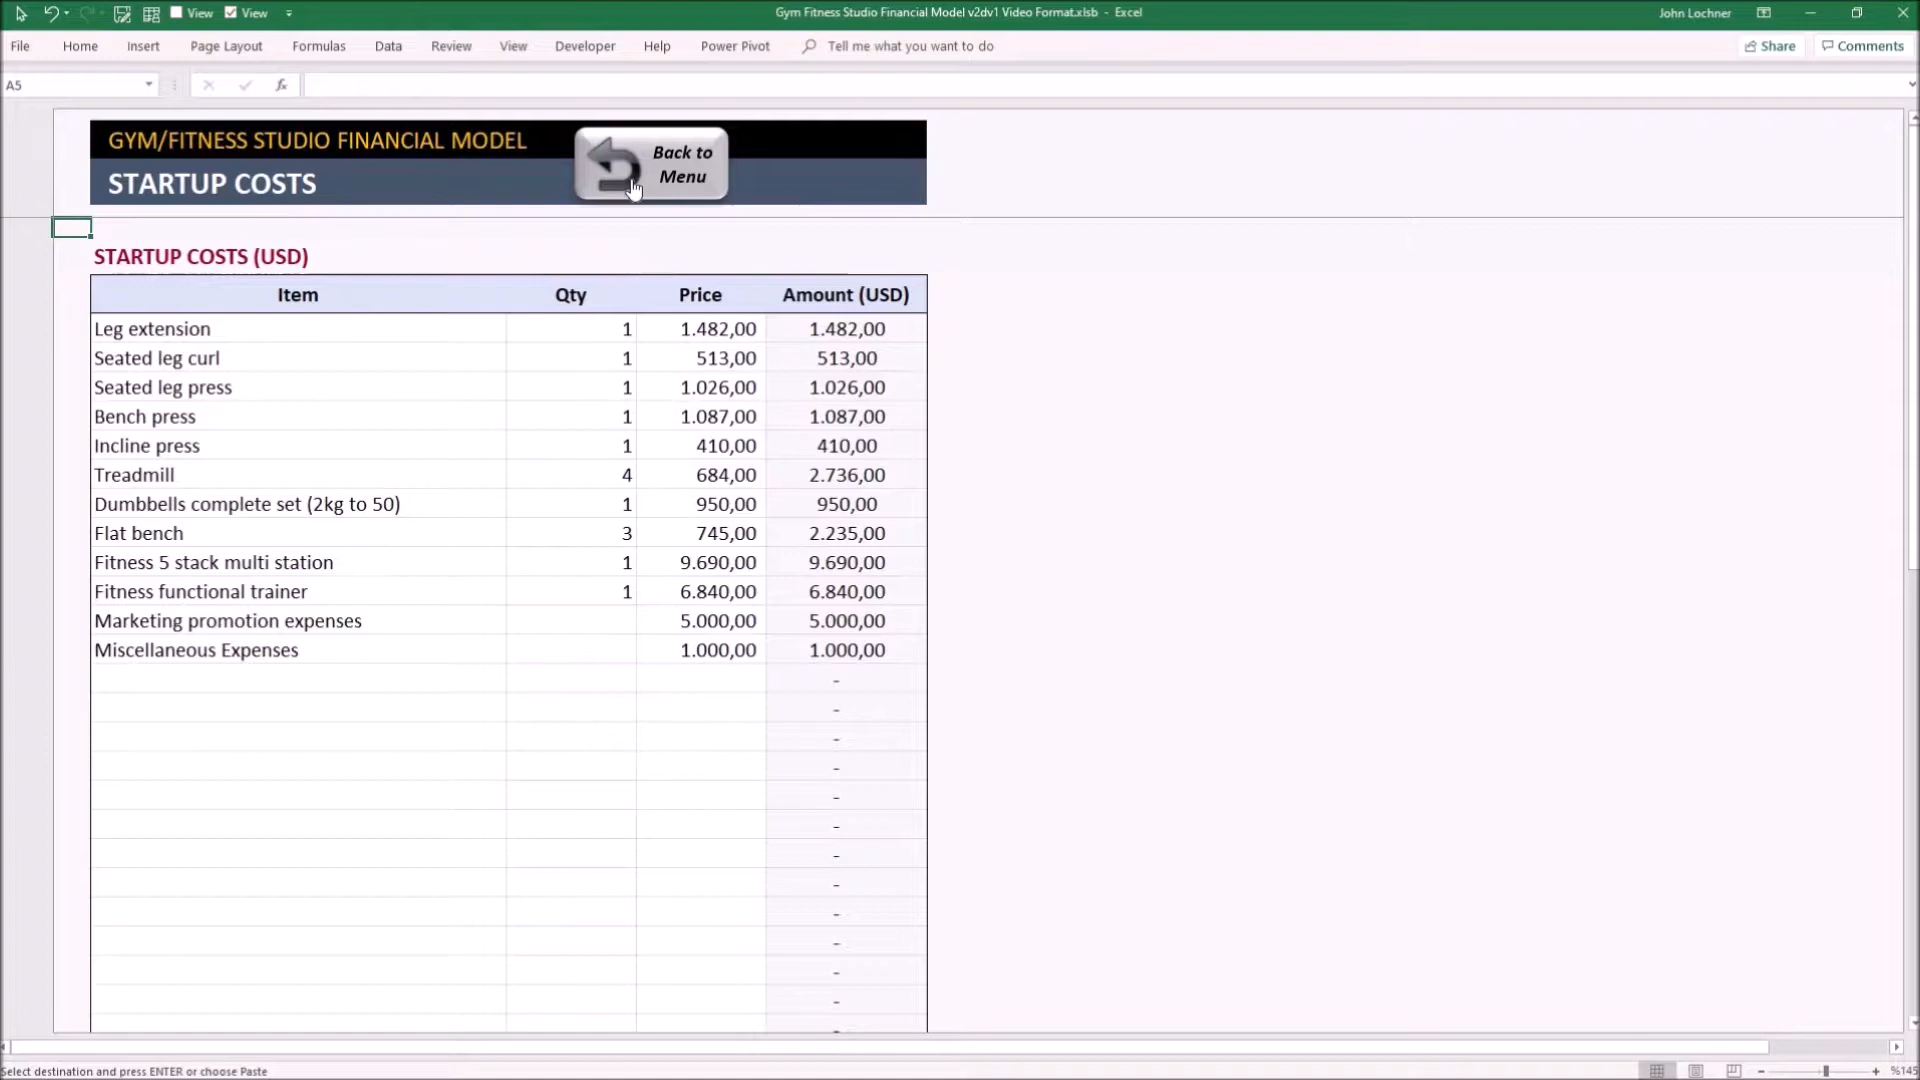 View View Gym Fitness Studio Financial Model v2dv1 Video Format.xlsb - Excel John Lochner
File Home Insert Page Layout Formulas Data Review View Developer Help Power Pivot Tell me what you want to do Share Comments
A5 fx
GYM/FITNESS STUDIO FINANCIAL MODEL
STARTUP COSTS
Back to
Menu
STARTUP COSTS (USD)
Item Qty Price Amount (USD)
Leg extension 1 1.482,00 1.482,00
Seated leg curl 1 513,00 513,00
Seated leg press 1 1.026,00 1.026,00
Bench press 1 1.087,00 1.087,00
Incline press 1 410,00 410,00
Treadmill 4 684,00 2.736,00
Dumbbells complete set (2kg to 50) 1 950,00 950,00
Flat bench 3 745,00 2.235,00
Fitness 5 stack multi station 1 9.690,00 9.690,00
Fitness functional trainer 1 6.840,00 6.840,00
Marketing promotion expenses 5.000,00 5.000,00
Miscellaneous Expenses 1.000,00 1.000,00
-
-
-
-
-
-
-
-
-
-
-
-
-
Select destination and press ENTER or choose Paste %145